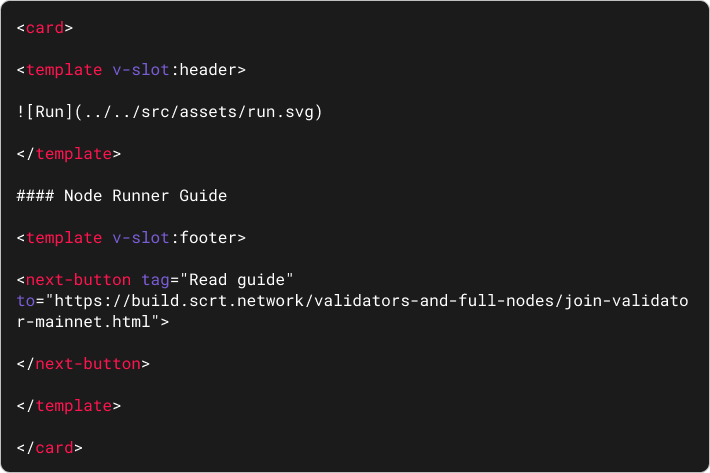 <card>
<template v-slot:header>
![Run](../../src/assets/run.svg)
</template>
#### Node Runner Guide
<template v-slot:footer>
<next-button tag="Read guide"
to="https://build.scrt.network/validators-and-full-nodes/join-validato
r-mainnet.html">
</next-button>
</template>
</card>